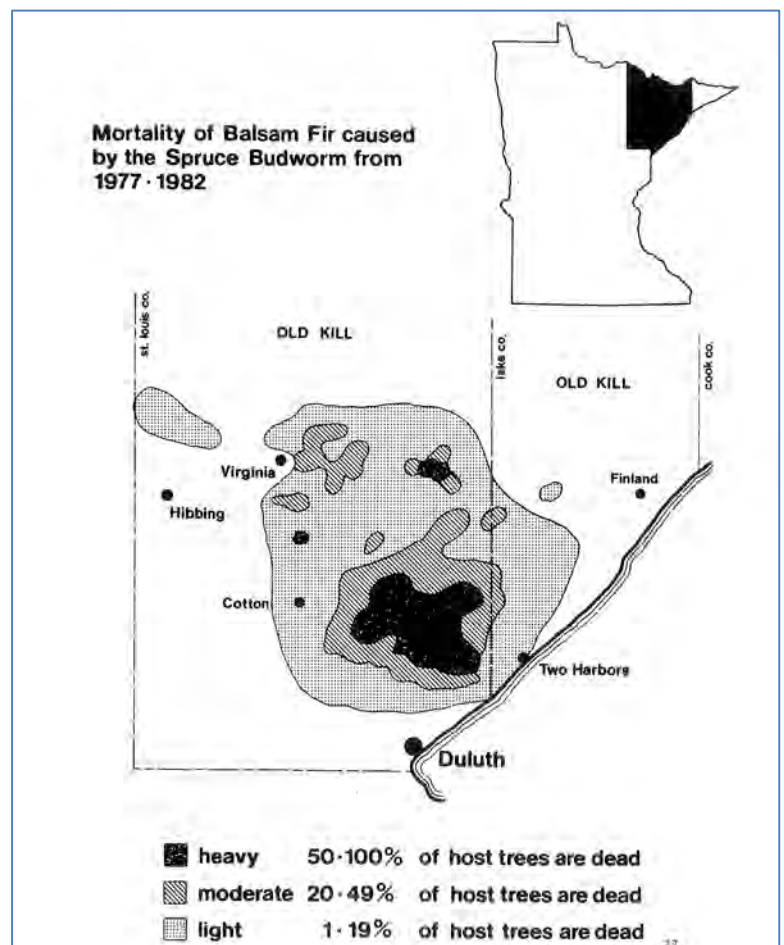 Mortality of Balsam Fir caused
by the Spruce Budworm from
1977·1982
st. louis co.
OLD KILL
lake co.
OLD KILL
cook co.
Virginia
Hibbing
Finland
Cotton
Two Harbors
Duluth
heavy 50·100% of host trees are dead
moderate 20·49% of host trees are dead
light 1·19% of host trees are dead